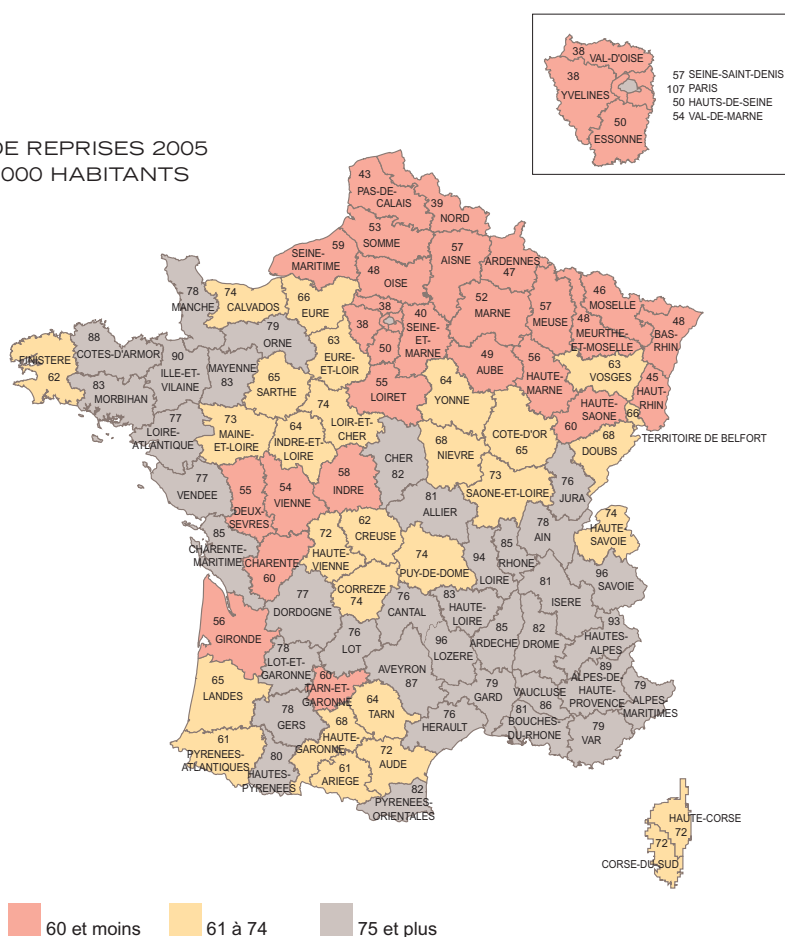 38
VAL-D'OISE
38
YVELINES
50
ESSONNE
57 SEINE-SAINT-DENIS
107 PARIS
50 HAUTS-DE-SEINE
54 VAL-DE-MARNE
DE REPRISES 2005
000 HABITANTS
43
PAS-DE-
CALAIS
39
NORD
53
SOMME
59
SEINE-
MARITIME
57
AISNE
ARDENNES
47
48
OISE
78
MANCHE
74
CALVADOS
66
EURE
38
38
50
40
SEINE-
ET-
MARNE
52
MARNE
57
MEUSE
46
MOSELLE
48
MEURTHE-
ET-MOSELLE
48
BAS-
RHIN
FINISTERE
62
88
COTES-D'ARMOR
90
ILLE-ET-
VILAINE
83
MORBIHAN
79
ORNE
MAYENNE
83
63
EURE-
ET-LOIR
65
SARTHE
55
LOIRET
49
AUBE
56
HAUTE-
MARNE
63
VOSGES
45
HAUT-
RHIN
64
YONNE
HAUTE-
SAONE
60
66
TERRITOIRE DE BELFORT
77
LOIRE-
ATLANTIQUE
73
MAINE-
ET-LOIRE
64
INDRE-ET-
LOIRE
74
LOIR-ET-
CHER
CHER
82
68
NIEVRE
COTE-D'OR
65
68
DOUBS
77
VENDEE
55
DEUX-
SEVRES
54
VIENNE
58
INDRE
81
ALLIER
73
SAONE-ET-LOIRE
76
JURA
74
HAUTE-
SAVOIE
85
CHARENTE-
MARITIME
CHARENTE
60
72
HAUTE-
VIENNE
62
CREUSE
74
PUY-DE-DOME
94
LOIRE
85
RHONE
78
AIN
96
SAVOIE
81
ISERE
CORREZE
74
77
DORDOGNE
76
CANTAL
83
HAUTE-
LOIRE
56
GIRONDE
76
LOT
96
LOZERE
85
ARDECHE
82
DROME
93
HAUTES-
ALPES
78
LOT-ET-
GARONNE
60
TARN-ET-
GARONNE
AVEYRON
87
79
GARD
VAUCLUSE
86
89
ALPES-DE-
HAUTE-
PROVENCE
79
ALPES-
MARITIMES
65
LANDES
78
GERS
68
HAUTE-
GARONNE
64
TARN
76
HERAULT
81
BOUCHES-
DU-RHONE
79
VAR
61
PYRENEES-
ATLANTIQUES
80
HAUTES-
PYRENEES
61
ARIEGE
72
AUDE
82
PYRENEES-
ORIENTALES
HAUTE-CORSE
72
72
CORSE-DU-SUD
60 et moins
61 à 74
75 et plus